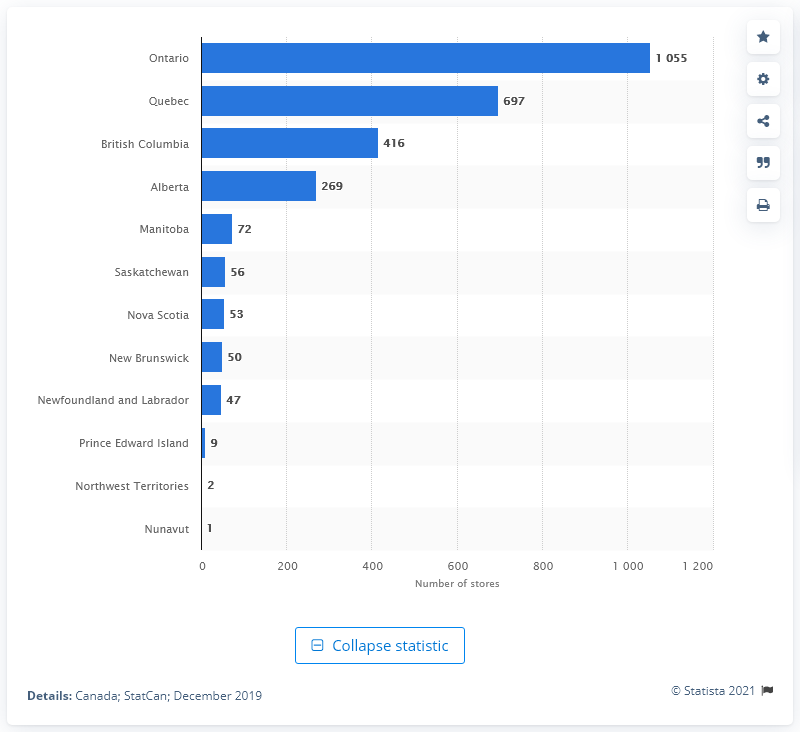 Ontario 1 055
Quebec 697
British Columbia 416
Alberta 269
Manitoba 72
Saskatchewan 56
Nova Scotia 53
New Brunswick 50
Newfoundland and Labrador 47
Prince Edward Island 9
Northwest Territories 2
Nunavut 1
0 200 400 600 800 1 000 1 200
Number of stores
Collapse statistic
© Statista 2021
Details: Canada; StatCan; December 2019